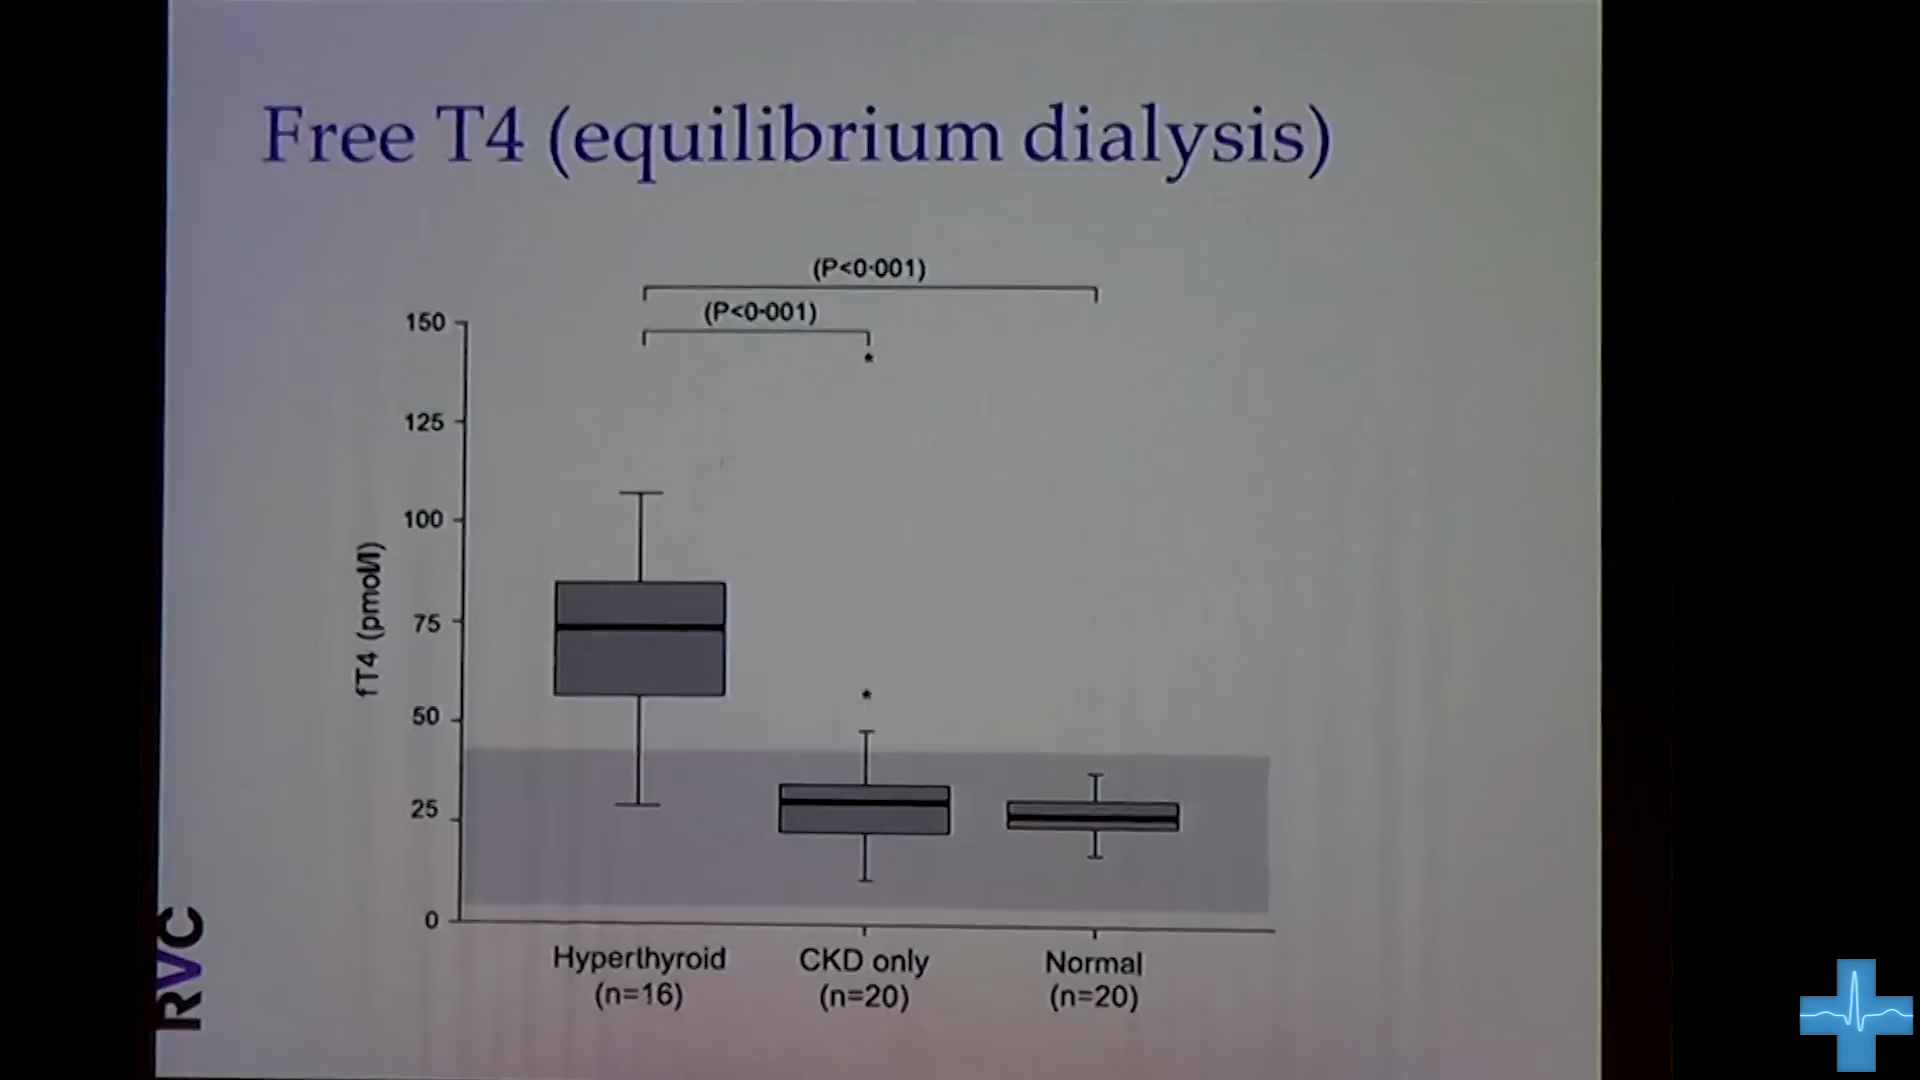 Free T4 (equilibrium dialysis)
(P<0·001)
(P<0·001)
150
125
100
75
50
25
0
fT4 (pmol/l)
*
*
Hyperthyroid
(n=16)
CKD only
(n=20)
Normal
(n=20)
RVC